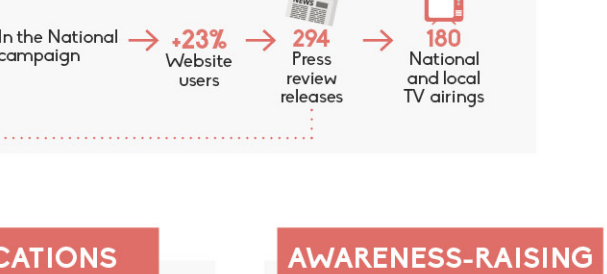 NEWS
In the National
campaign
+23%
Website
users
294
Press
review
releases
180
National
and local
TV airings
CATIONS
AWARENESS-RAISING